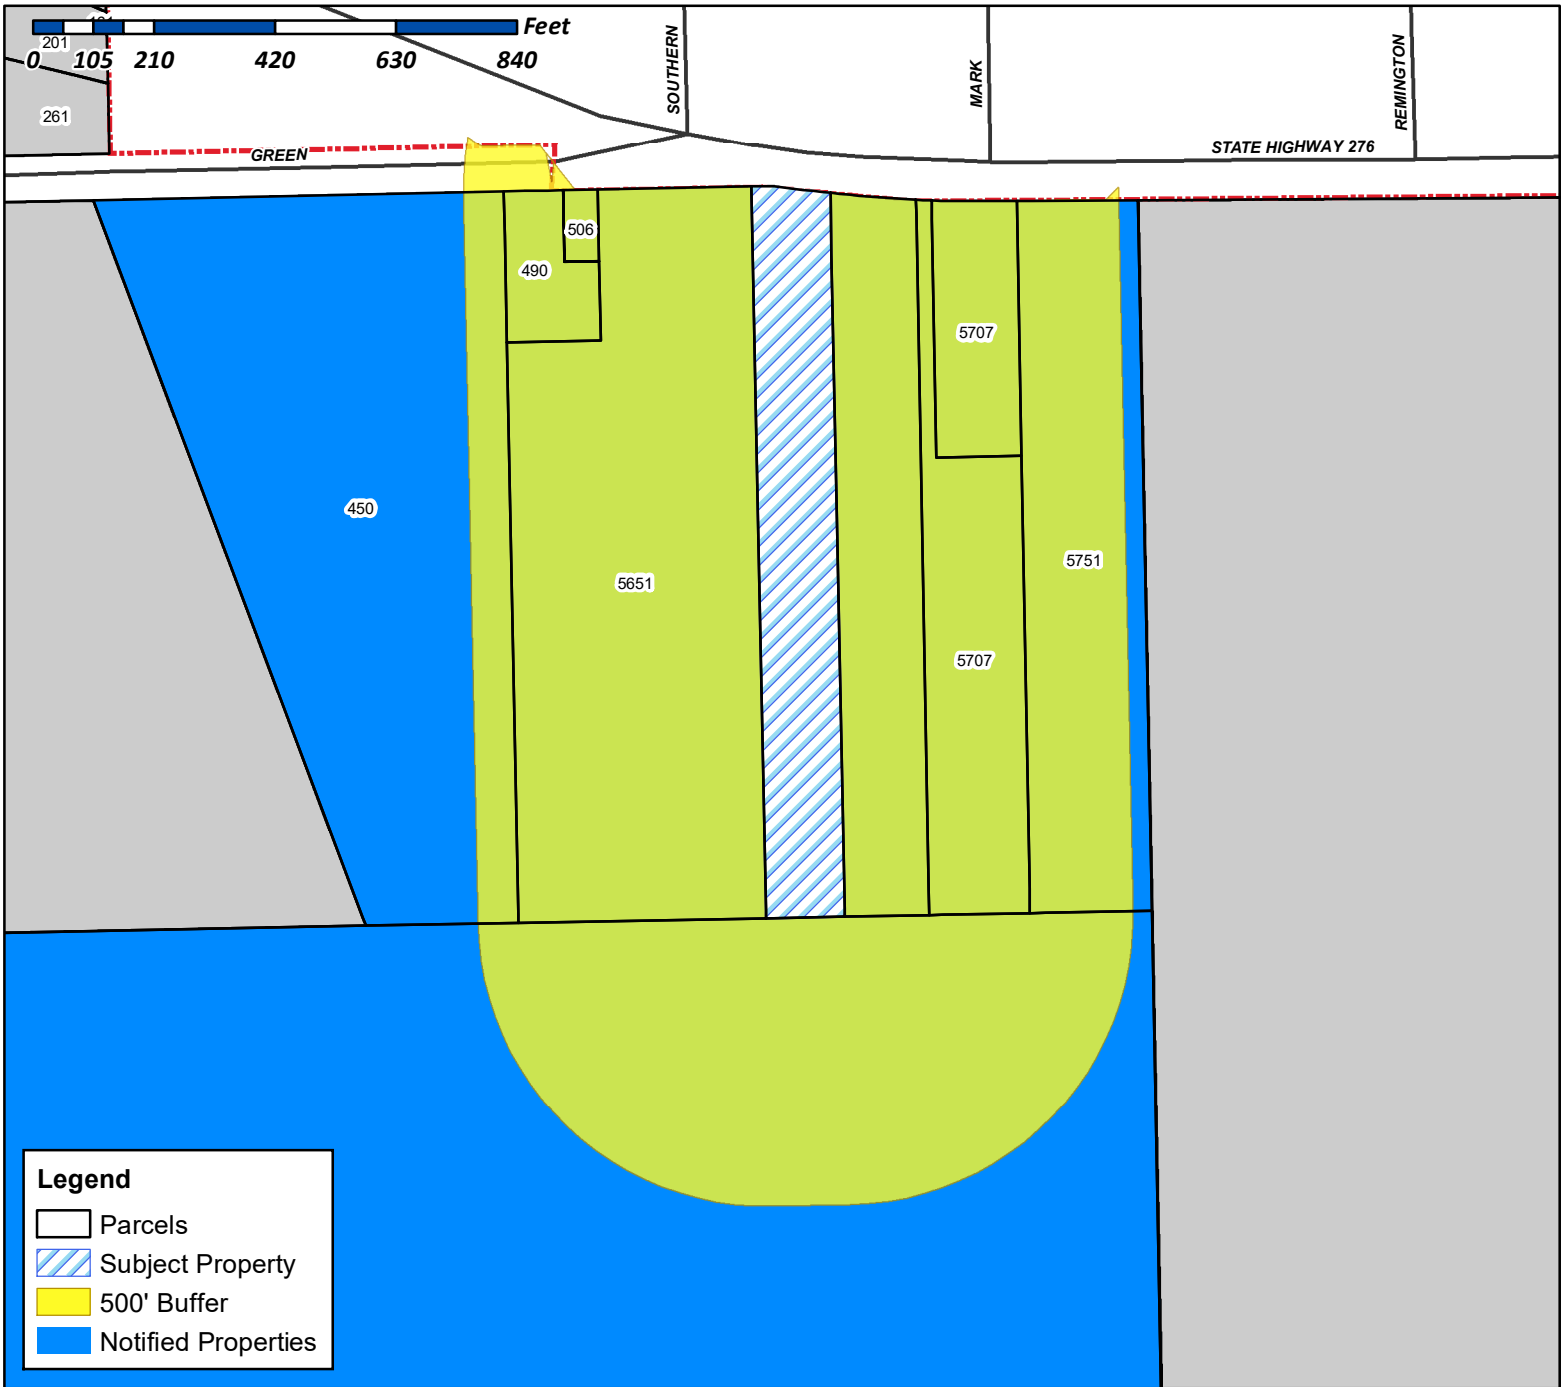 Feet
0 105 210 420 630 840
201
261
SOUTHERN
MARK
REMINGTON
GREEN
STATE HIGHWAY 276
506
490
5707
450
5651
5751
5707
Legend
Parcels
Subject Property
500' Buffer
Notified Properties